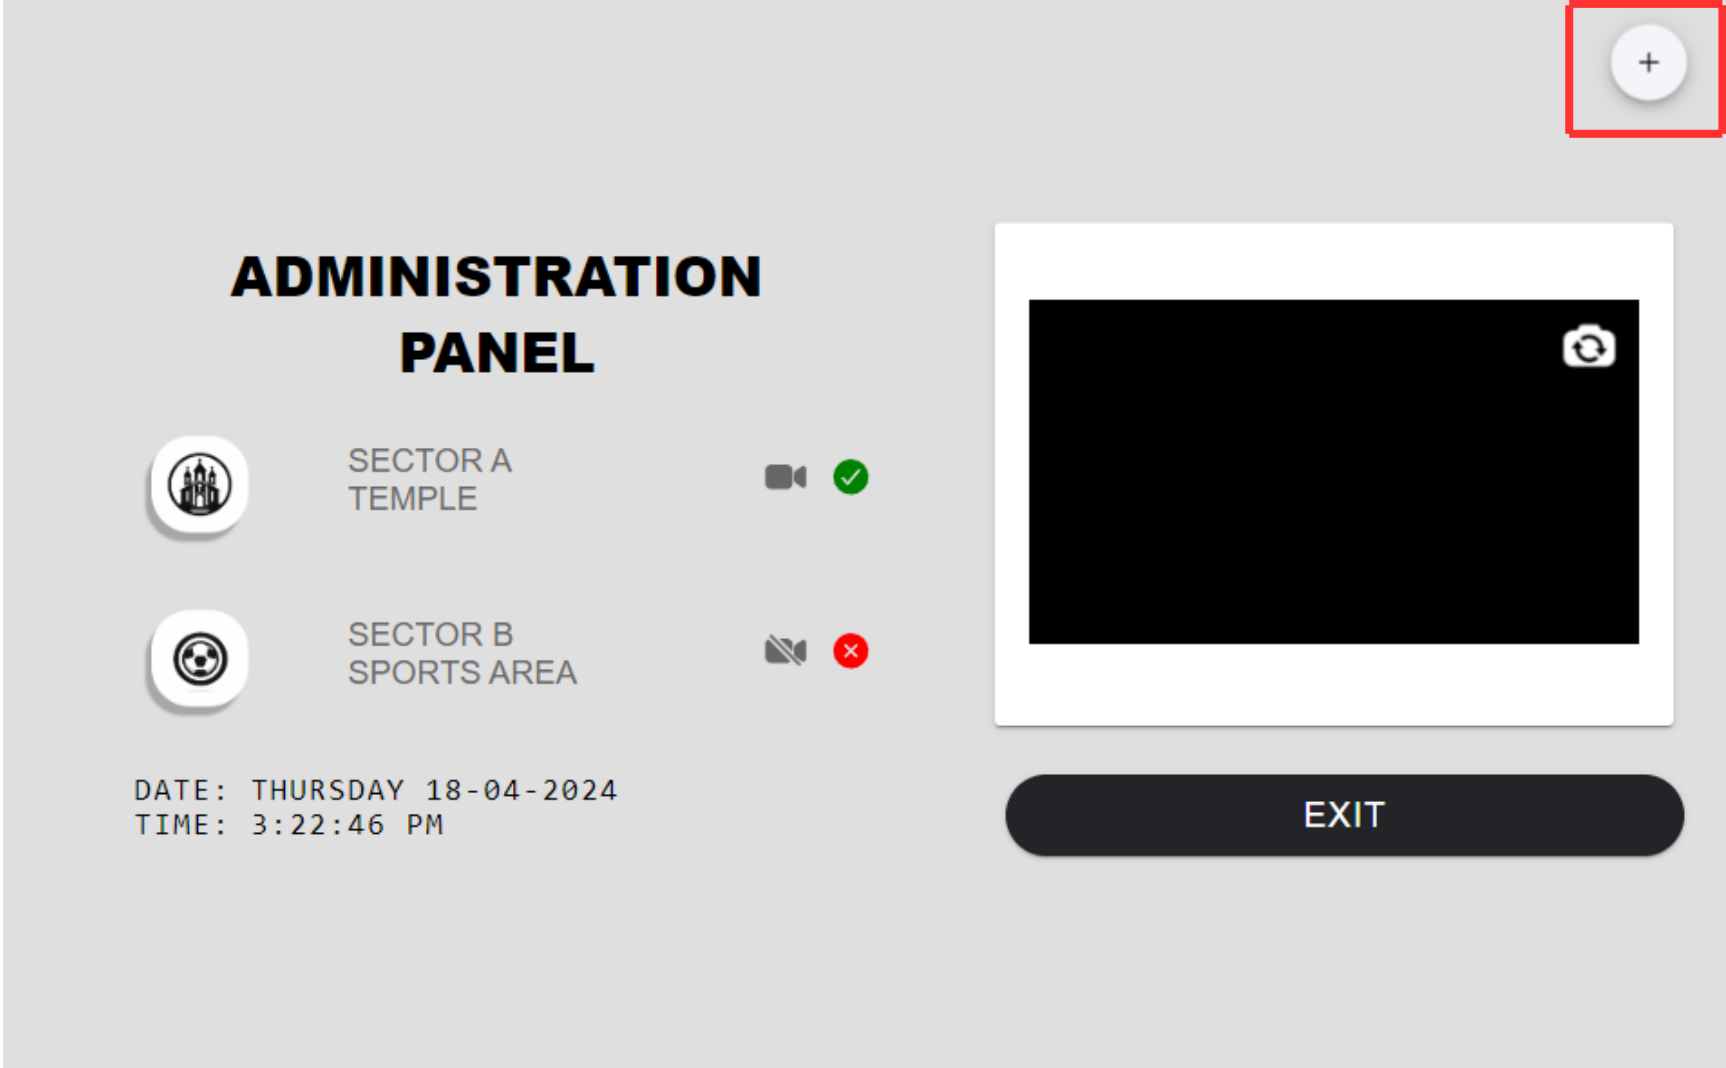 ADMINISTRATION
PANEL
SECTOR A
TEMPLE
SECTOR B
SPORTS AREA
DATE: THURSDAY 18-04-2024
TIME: 3:22:46 PM
EXIT